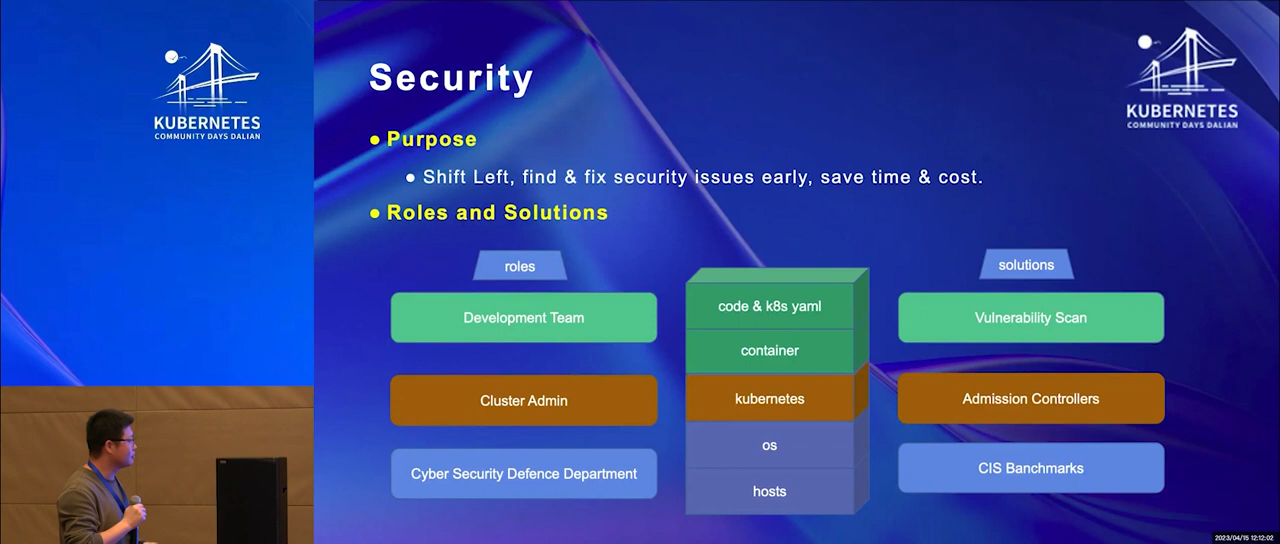 KUBERNETES
COMMUNITY DAYS DALIAN
KUBERNETES
COMMUNITY DAYS DALIAN
Security
• Purpose
• Shift Left, find & fix security issues early, save time & cost.
• Roles and Solutions
roles
solutions
Development Team
code & k8s yaml
Vulnerability Scan
container
Cluster Admin
kubernetes
Admission Controllers
os
Cyber Security Defence Department
CIS Banchmarks
hosts
2023/04/15 12:12:02